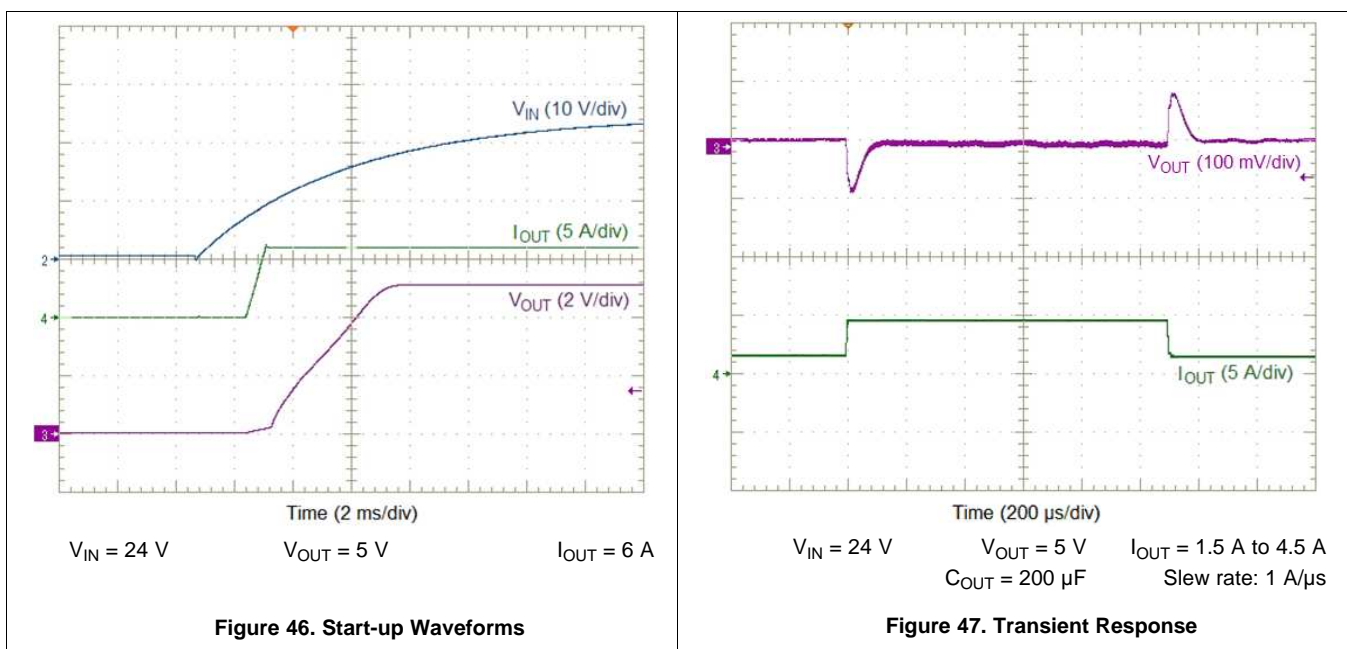 V_IN (10 V/div)
I_OUT (5 A/div)
V_OUT (2 V/div)
2
4
3
Time (2 ms/div)
V_IN = 24 V V_OUT = 5 V I_OUT = 6 A
Figure 46. Start-up Waveforms
3
V_OUT (100 mV/div)
4
I_OUT (5 A/div)
Time (200 µs/div)
V_IN = 24 V V_OUT = 5 V I_OUT = 1.5 A to 4.5 A
C_OUT = 200 µF Slew rate: 1 A/µs
Figure 47. Transient Response